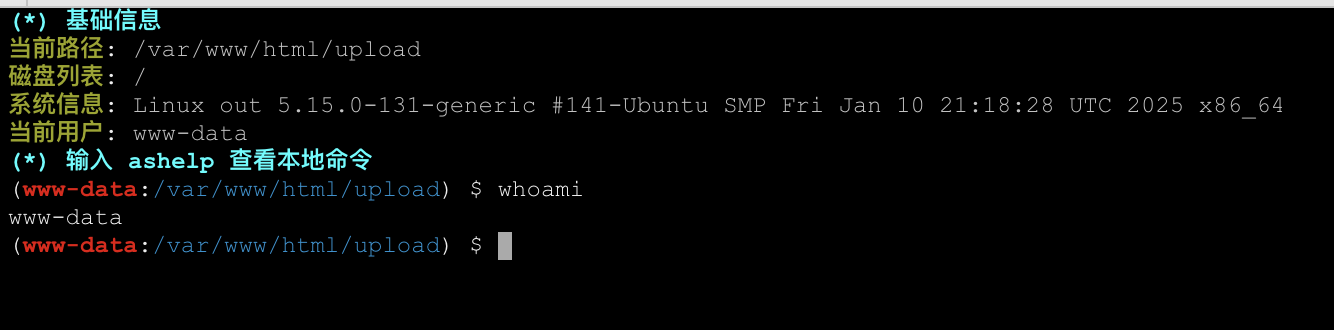 (*) 基础信息
当前路径: /var/www/html/upload
磁盘列表: /
系统信息: Linux out 5.15.0-131-generic #141-Ubuntu SMP Fri Jan 10 21:18:28 UTC 2025 x86_64
当前用户: www-data
(*) 输入 ashelp 查看本地命令
(www-data:/var/www/html/upload) $ whoami
www-data
(www-data:/var/www/html/upload) $